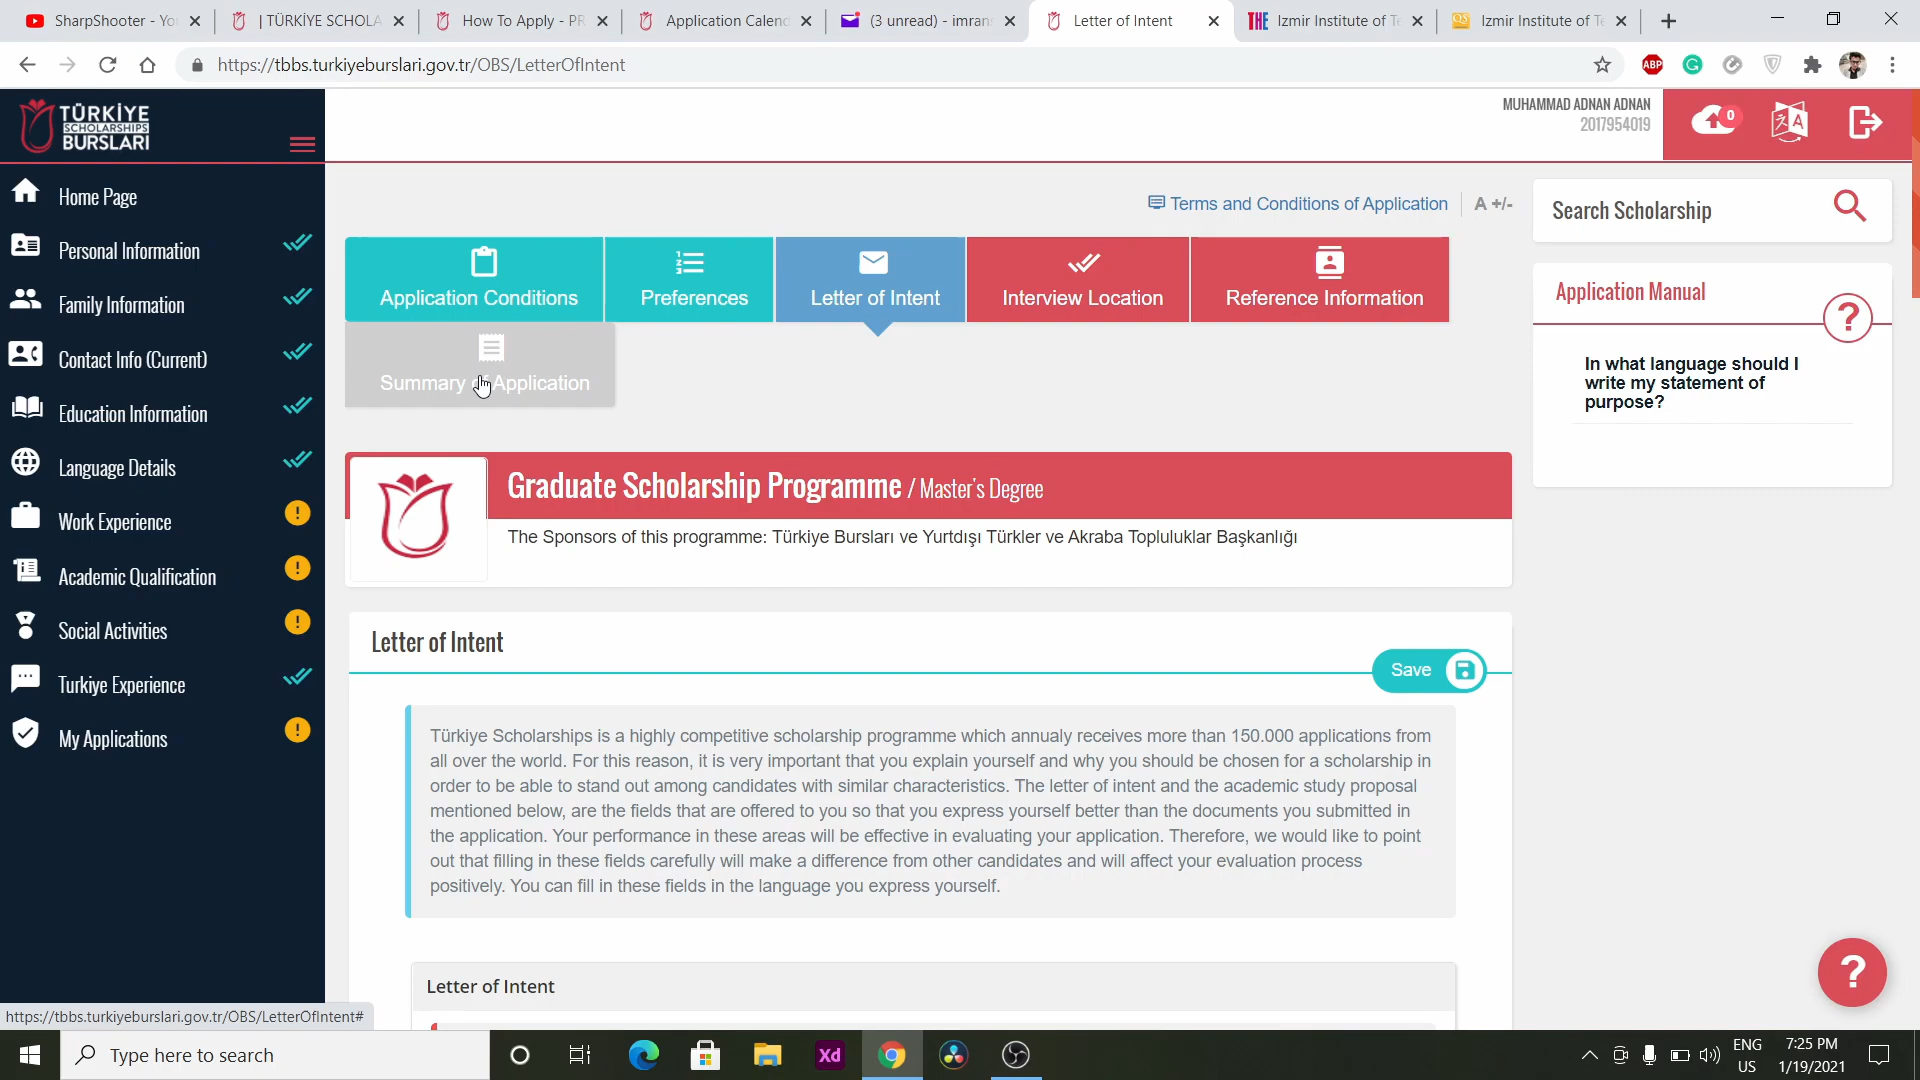 SharpShooter - Yo
| TÜRKİYE SCHOLA
How To Apply - PR
Application Calend
(3 unread) - imran
Letter of Intent
THE
Izmir Institute of Te
QS
Izmir Institute of Te
https://tbbs.turkiyeburslari.gov.tr/OBS/LetterOfIntent
ABP
TÜRKİYE
SCHOLARSHIPS
BURSLARI
MUHAMMAD ADNAN ADNAN
2017954019
0
A
Home Page
Personal Information
Family Information
Contact Info (Current)
Education Information
Language Details
Work Experience
!
Academic Qualification
!
Social Activities
!
Turkiye Experience
My Applications
!
Terms and Conditions of Application
A +/-
Application Conditions
Preferences
Letter of Intent
Interview Location
Reference Information
Summary of Application
Search Scholarship
Application Manual
?
In what language should I
write my statement of
purpose?
Graduate Scholarship Programme / Master's Degree
The Sponsors of this programme: Türkiye Bursları ve Yurtdışı Türkler ve Akraba Topluluklar Başkanlığı
Letter of Intent
Save
Türkiye Scholarships is a highly competitive scholarship programme which annualy receives more than 150.000 applications from
all over the world. For this reason, it is very important that you explain yourself and why you should be chosen for a scholarship in
order to be able to stand out among candidates with similar characteristics. The letter of intent and the academic study proposal
mentioned below, are the fields that are offered to you so that you express yourself better than the documents you submitted in
the application. Your performance in these areas will be effective in evaluating your application. Therefore, we would like to point
out that filling in these fields carefully will make a difference from other candidates and will affect your evaluation process
positively. You can fill in these fields in the language you express yourself.
Letter of Intent
?
https://tbbs.turkiyeburslari.gov.tr/OBS/LetterOfIntent#
Type here to search
Xd
ENG
US
7:25 PM
1/19/2021